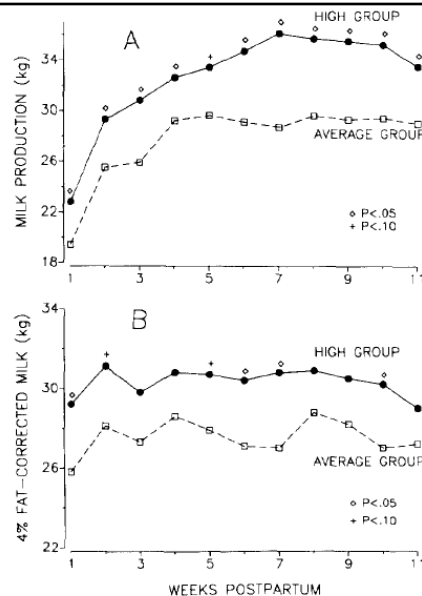 A
HIGH GROUP
34
30
26
22
18
MILK PRODUCTION (kg)
AVERAGE GROUP
◇ P<.05
+ P<.10
1 3 5 7 9 11
B
34
30
26
22
4% FAT-CORRECTED MILK (kg)
HIGH GROUP
AVERAGE GROUP
◇ P<.05
+ P<.10
1 3 5 7 9 11
WEEKS POSTPARTUM